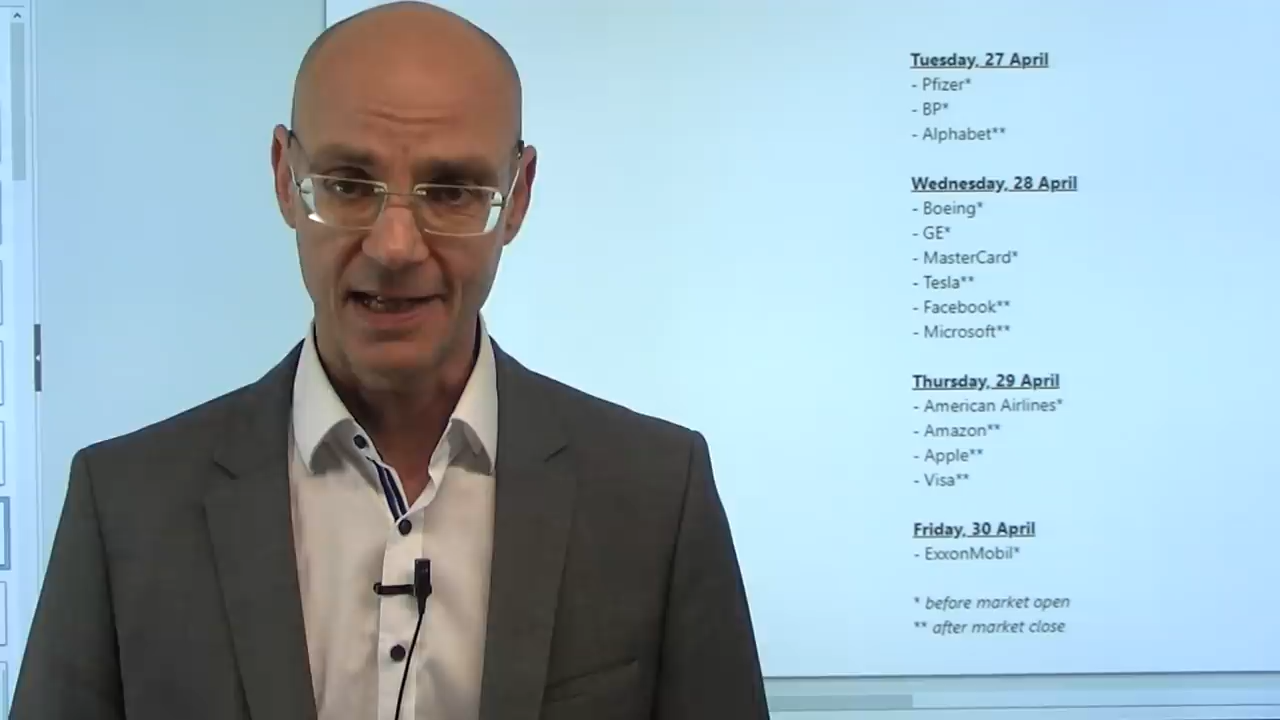 Tuesday, 27 April
- Pfizer*
- BP*
- Alphabet**
Wednesday, 28 April
- Boeing*
- GE*
- MasterCard*
- Tesla**
- Facebook**
- Microsoft**
Thursday, 29 April
- American Airlines*
- Amazon**
- Apple**
- Visa**
Friday, 30 April
- ExxonMobil*
* before market open
** after market close